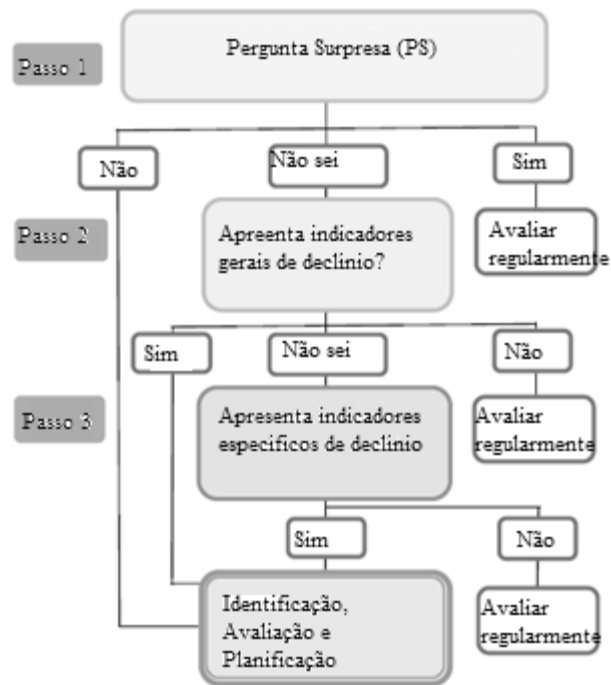 Pergunta Surpresa (PS)
Passo 1
Não
Não sei
Sim
Passo 2
Apreenta indicadores
gerais de declinio?
Avaliar
regularmente
Sim
Não sei
Não
Passo 3
Apresenta indicadores
especificos de declinio
Avaliar
regularmente
Sim
Não
Identificação,
Avaliação e
Planificação
Avaliar
regularmente